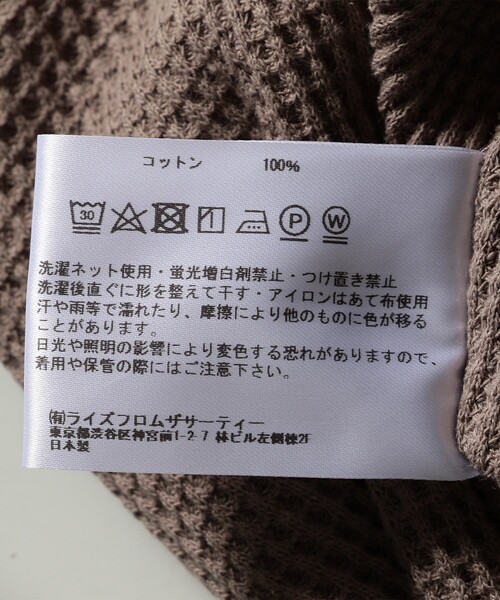 コットン 100%
30 P W
洗濯ネット使用・蛍光増白剤禁止・つけ置き禁止
洗濯後直ぐに形を整えて干す・アイロンはあて布使用
汗や雨等で濡れたり、摩擦により他のものに色が移る
ことがあります。
日光や照明の影響により変色する恐れがありますので、
着用や保管の際にはご注意下さい。
㈲ライズフロムザサーティー
東京都渋谷区神宮前1-2-7 林ビル左側棟2F
日本製